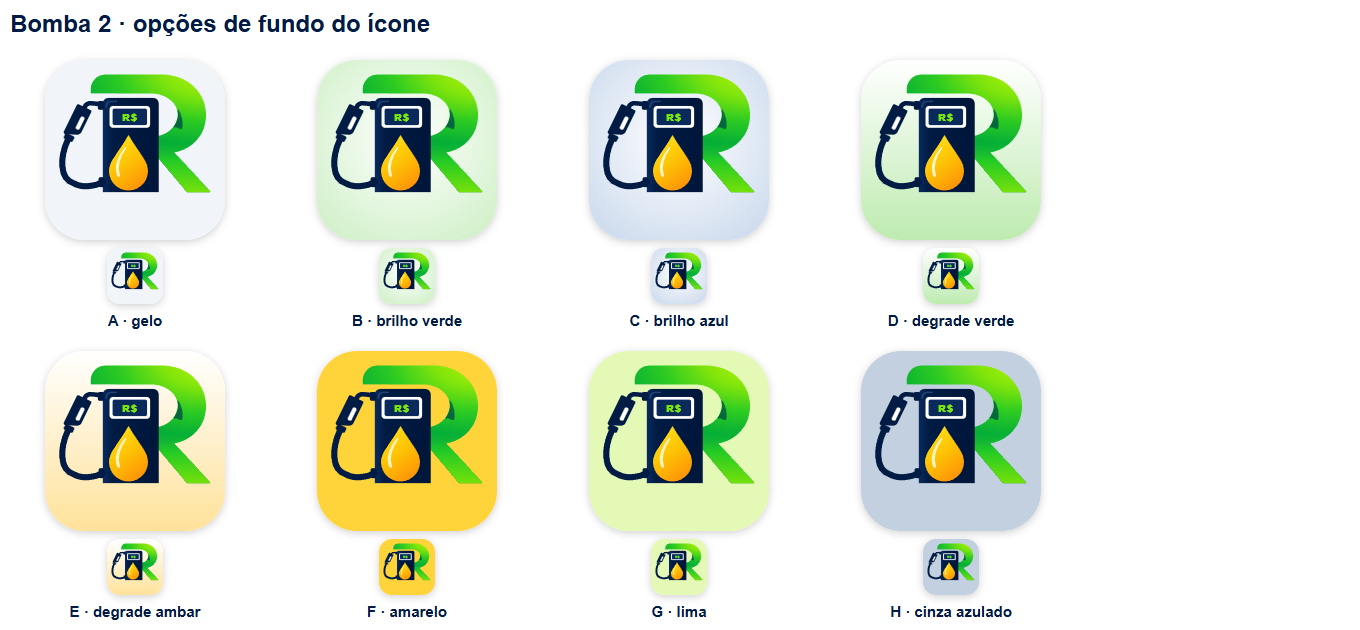 Bomba 2 · opções de fundo do ícone
R$ R$ R$ R$
R$ R$ R$ R$
A · gelo B · brilho verde C · brilho azul D · degrade verde
R$ R$ R$ R$
R$ R$ R$ R$
E · degrade ambar F · amarelo G · lima H · cinza azulado